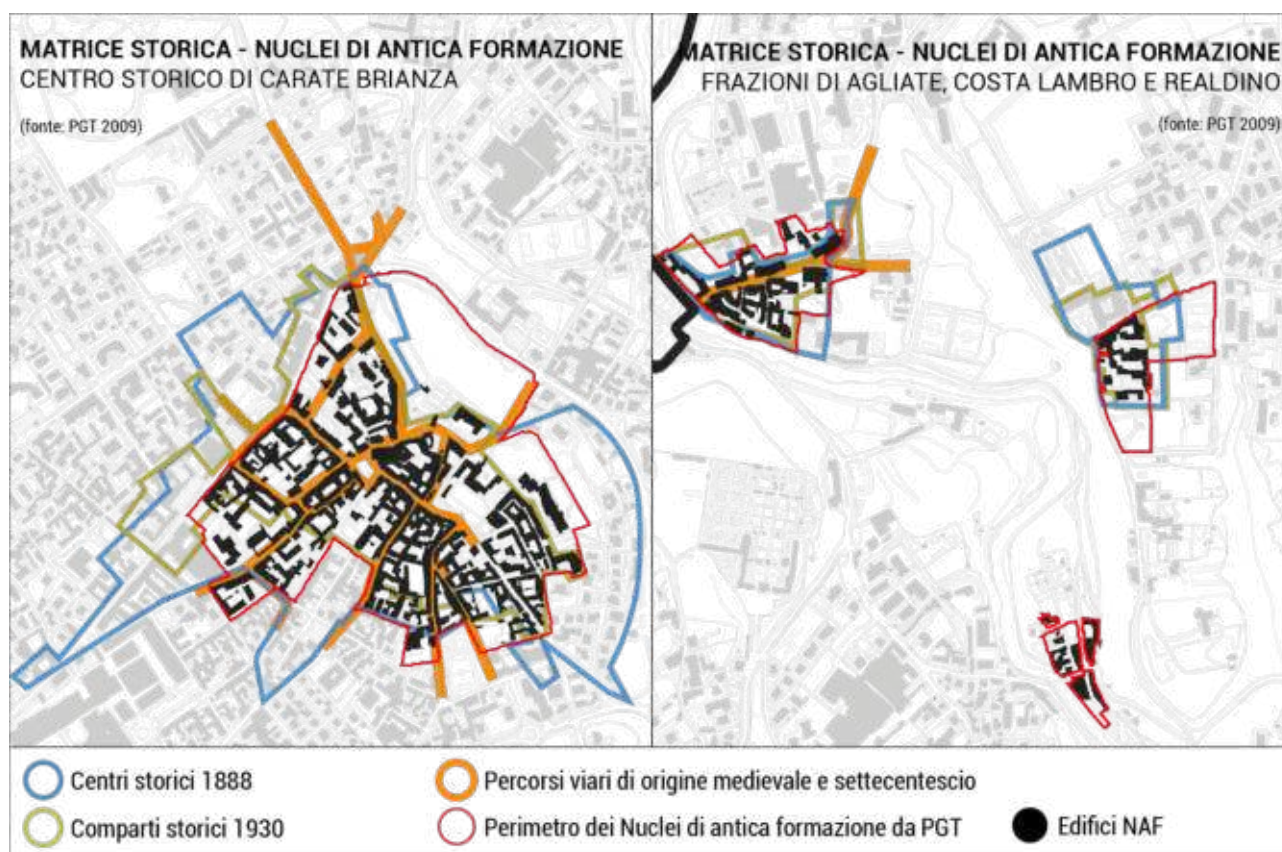 MATRICE STORICA - NUCLEI DI ANTICA FORMAZIONE
CENTRO STORICO DI CARATE BRIANZA
(fonte: PGT 2009)
MATRICE STORICA - NUCLEI DI ANTICA FORMAZIONE
FRAZIONI DI AGLIATE, COSTA LAMBRO E REALDINO
(fonte: PGT 2009)
Centri storici 1888
Percorsi viari di origine medievale e settecentescio
Comparti storici 1930
Perimetro dei Nuclei di antica formazione da PGT
Edifici NAF